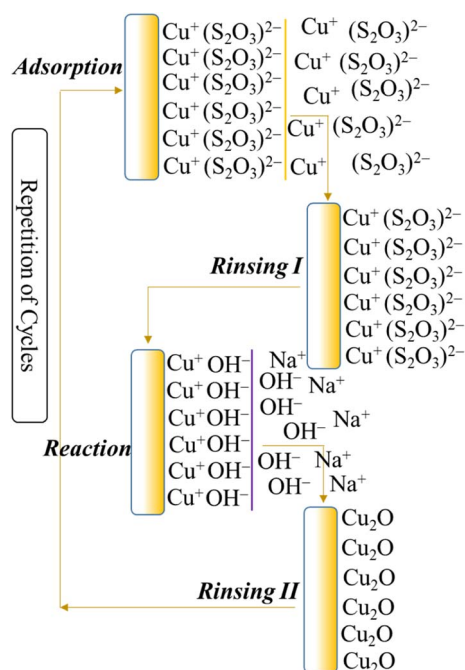 Cu⁺ (S₂O₃)²⁻ Cu⁺ (S₂O₃)²⁻
Adsorption Cu⁺ (S₂O₃)²⁻ Cu⁺ (S₂O₃)²⁻
Cu⁺ (S₂O₃)²⁻ Cu⁺ (S₂O₃)²⁻
Cu⁺ (S₂O₃)²⁻
Cu⁺ (S₂O₃)²⁻ Cu⁺ (S₂O₃)²⁻
Cu⁺ (S₂O₃)²⁻ Cu⁺ (S₂O₃)²⁻
Repetition of Cycles
Cu⁺ (S₂O₃)²⁻
Cu⁺ (S₂O₃)²⁻
Rinsing I Cu⁺ (S₂O₃)²⁻
Cu⁺ (S₂O₃)²⁻
Cu⁺ (S₂O₃)²⁻
Cu⁺ (S₂O₃)²⁻
Cu⁺ OH⁻ Na⁺
Cu⁺ OH⁻ OH⁻ Na⁺
Cu⁺ OH⁻ OH⁻ Na⁺
Reaction Cu⁺ OH⁻ OH⁻
Cu⁺ OH⁻ OH⁻ Na⁺
Cu⁺ OH⁻ OH⁻ Na⁺
Cu₂O
Cu₂O
Cu₂O
Rinsing II Cu₂O
Cu₂O
Cu₂O